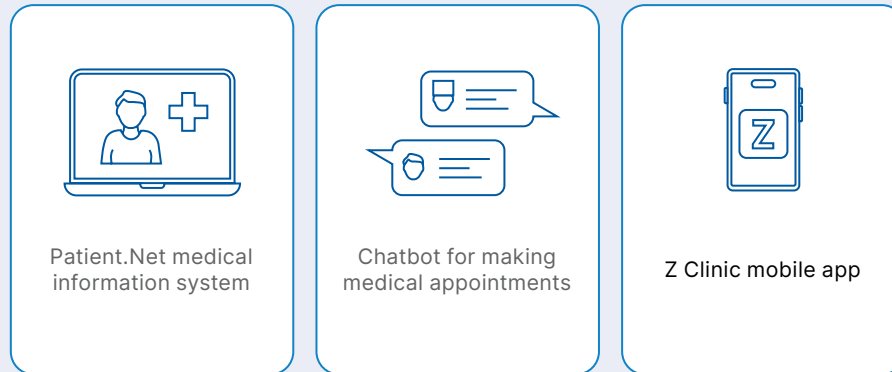 Patient.Net medical
information system
Chatbot for making
medical appointments
Z
Z Clinic mobile app